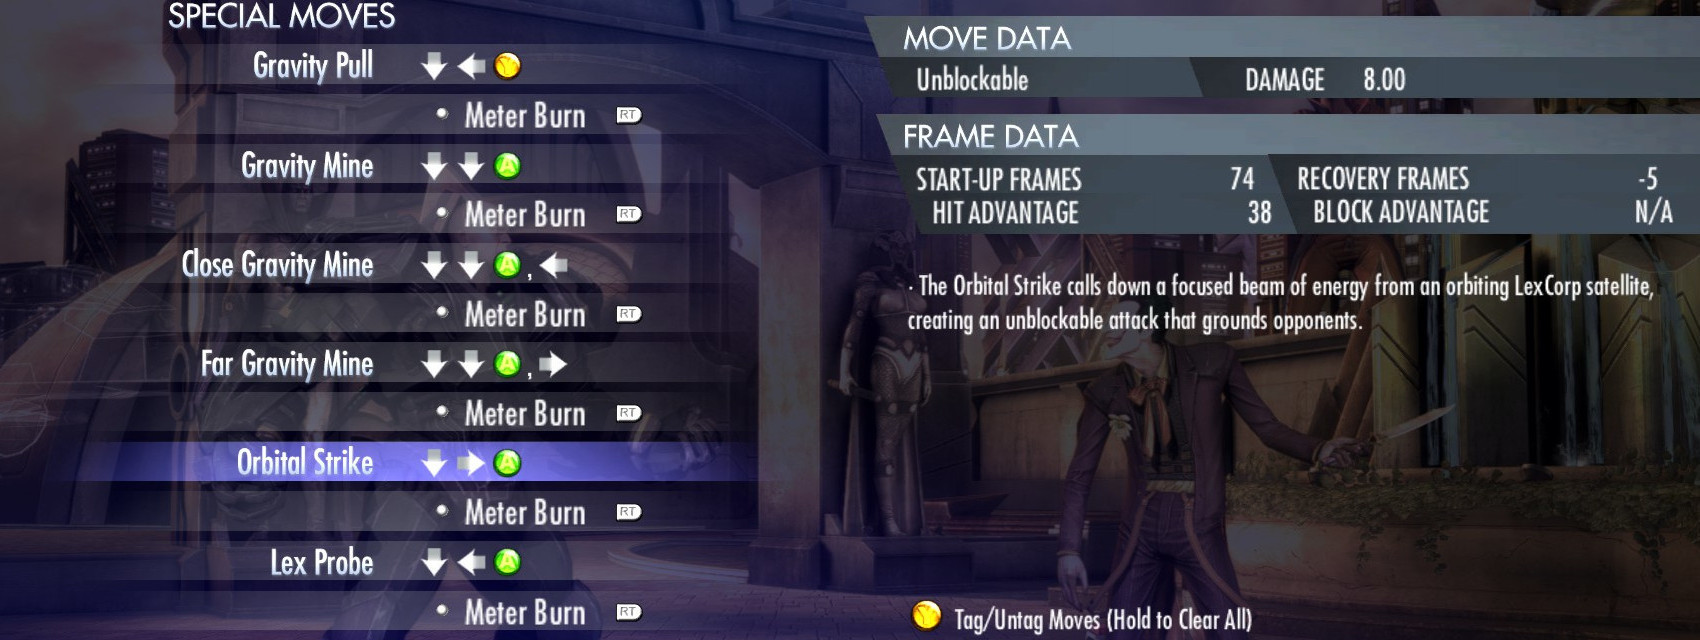 SPECIAL MOVES
Gravity Pull Y
Meter Burn RT
Gravity Mine A
Meter Burn RT
Close Gravity Mine A ,
Meter Burn RT
Far Gravity Mine A ,
Meter Burn RT
Orbital Strike A
Meter Burn RT
Lex Probe A
Meter Burn RT
MOVE DATA
Unblockable DAMAGE 8.00
FRAME DATA
START-UP FRAMES 74 RECOVERY FRAMES -5
HIT ADVANTAGE 38 BLOCK ADVANTAGE N/A
· The Orbital Strike calls down a focused beam of energy from an orbiting LexCorp satellite,
creating an unblockable attack that grounds opponents.
Y Tag/Untag Moves (Hold to Clear All)